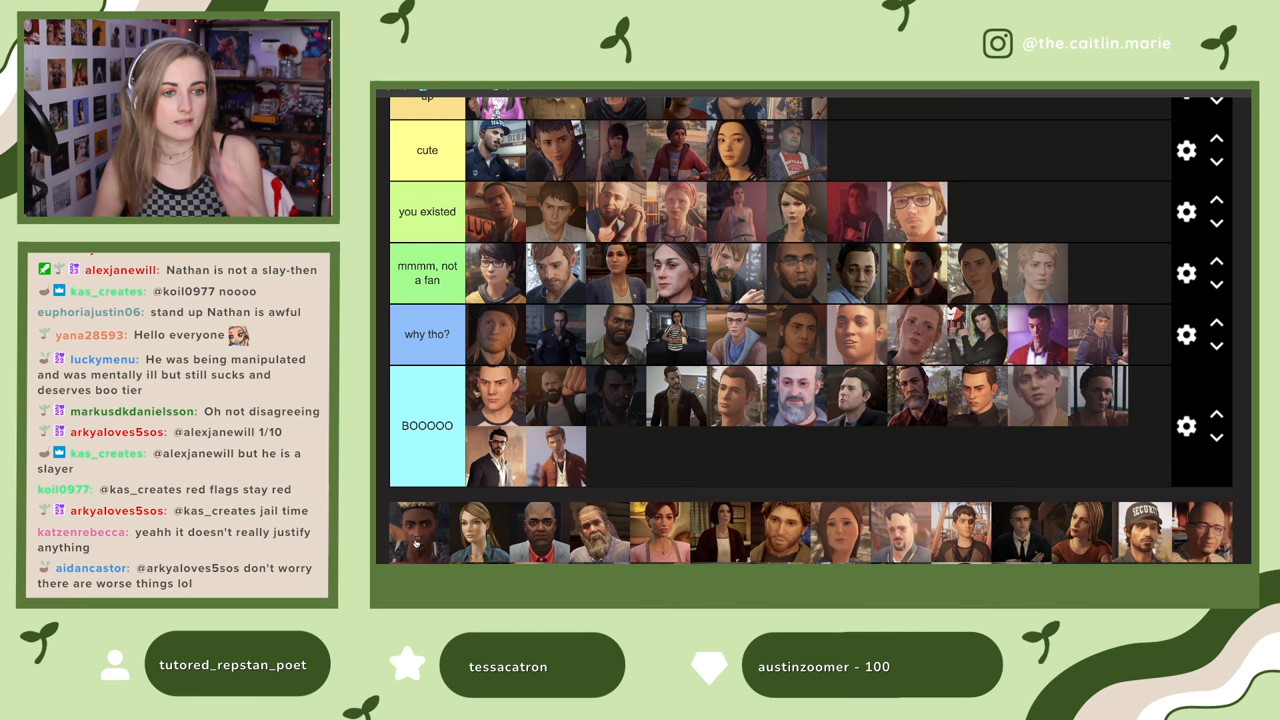 @the.caitlin.marie
up
cute
you existed
mmmm, not
a fan
why tho?
BOOOOO
SECURITY
alexjanewill: Nathan is not a slay-then
kas_creates: @koil0977 noooo
euphoriajustin06: stand up Nathan is awful
yana28593: Hello everyone
luckymenu: He was being manipulated
and was mentally ill but still sucks and
deserves boo tier
markusdkdanielsson: Oh not disagreeing
arkyaloves5sos: @alexjanewill 1/10
kas_creates: @alexjanewill but he is a
slayer
koil0977: @kas_creates red flags stay red
arkyaloves5sos: @kas_creates jail time
katzenrebecca: yeahh it doesn't really justify
anything
aidancastor: @arkyaloves5sos don't worry
there are worse things lol
tutored_repstan_poet
tessacatron
austinzoomer - 100